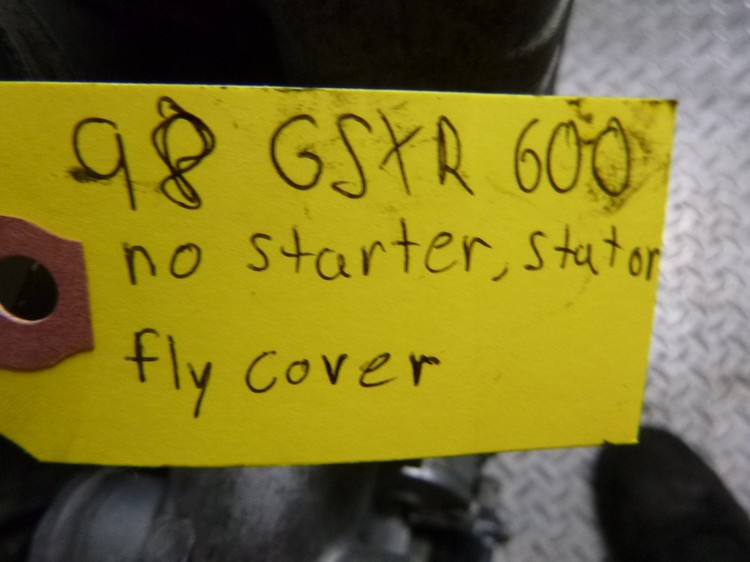 98 GSXR 600
no starter, stator
fly cover